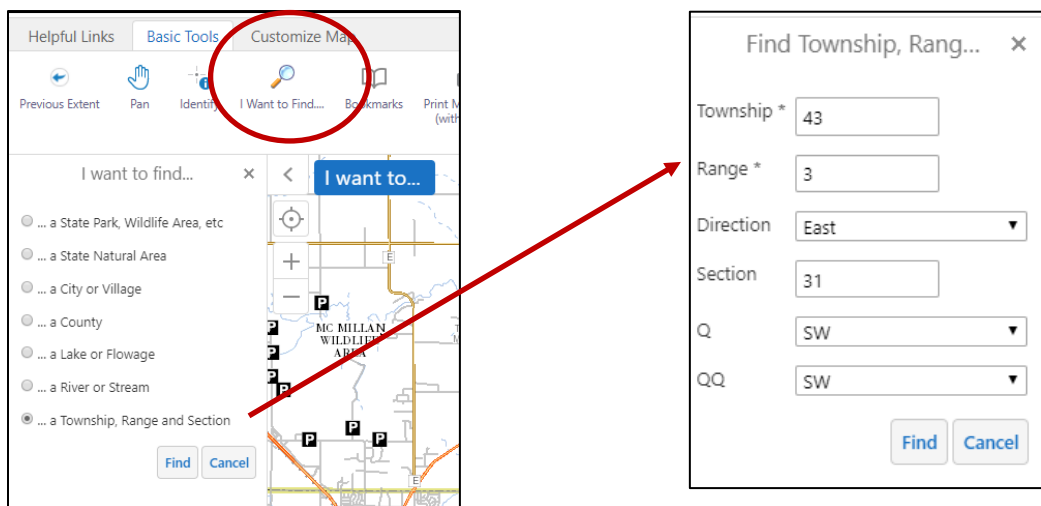 Helpful Links Basic Tools Customize Map
Previous Extent Pan Identify I Want to Find.... Bookmarks Print M
(with
I want to find... ×
I want to...
... a State Park, Wildlife Area, etc
... a State Natural Area
... a City or Village
... a County
... a Lake or Flowage
... a River or Stream
... a Township, Range and Section
Find Cancel
E
P
MC MILLAN
WILDLIFE
AREA
P
P
P
P
P
P
P
E
Find Township, Rang... ×
Township * 43
Range * 3
Direction East
Section 31
Q SW
QQ SW
Find Cancel